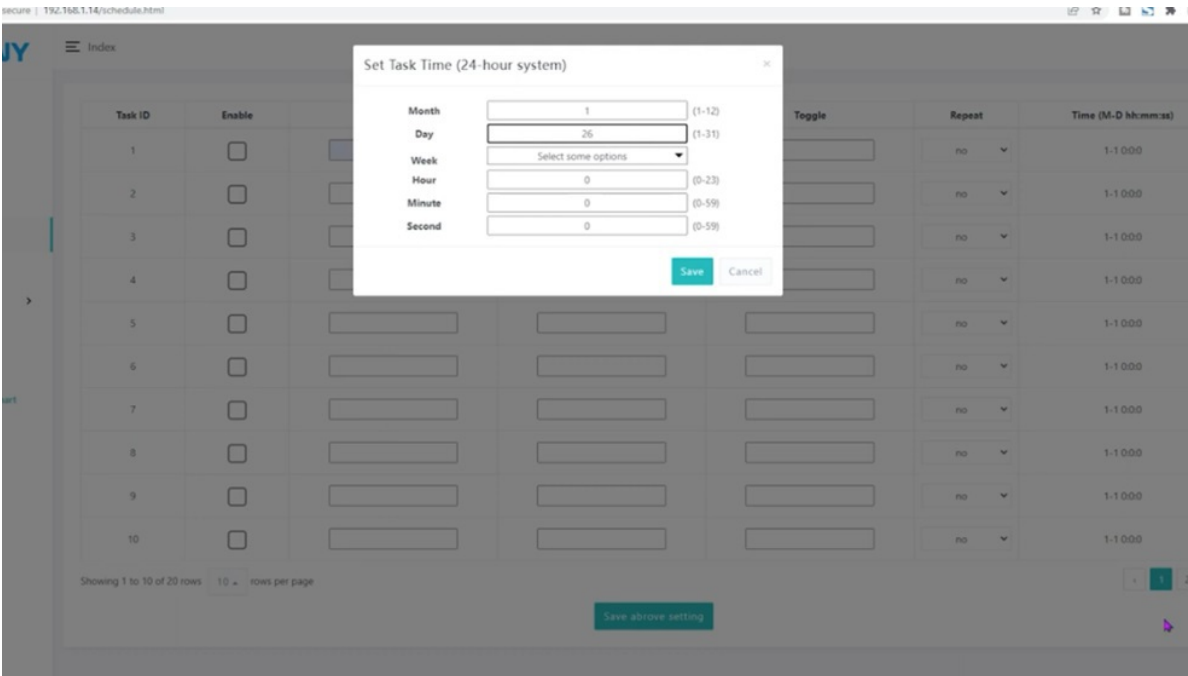 secure | 192.168.1.14/schedule.html
NY
Index
Set Task Time (24-hour system) ×
Month 1 (1-12)
Day 26 (1-31)
Week Select some options
Hour 0 (0-23)
Minute 0 (0-59)
Second 0 (0-59)
Save Cancel
Task ID Enable Toggle Repeat Time (M-D hh:mm:ss)
1 no 1-1 0:0:0
2 no 1-1 0:0:0
3 no 1-1 0:0:0
4 no 1-1 0:0:0
5 no 1-1 0:0:0
6 no 1-1 0:0:0
7 no 1-1 0:0:0
8 no 1-1 0:0:0
9 no 1-1 0:0:0
10 no 1-1 0:0:0
Showing 1 to 10 of 20 rows 10 rows per page
‹ 1 2
Save abrove setting